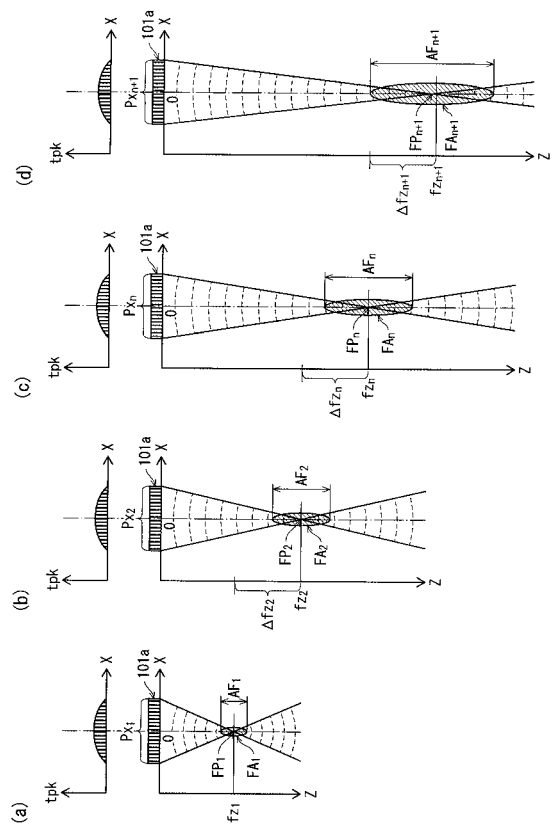 (a)
tpk
X
101a
Px1
X
0
AF1
FP1
FA1
fz1
Z
(b)
tpk
X
101a
Px2
X
0
AF2
FP2
FA2
Δfz2
fz2
Z
(c)
tpk
X
101a
Pxn
X
0
AFn
FPn
FAn
Δfzn
fzn
Z
(d)
tpk
X
101a
Pxn+1
X
0
AFn+1
FPn+1
FAn+1
Δfzn+1
fzn+1
Z